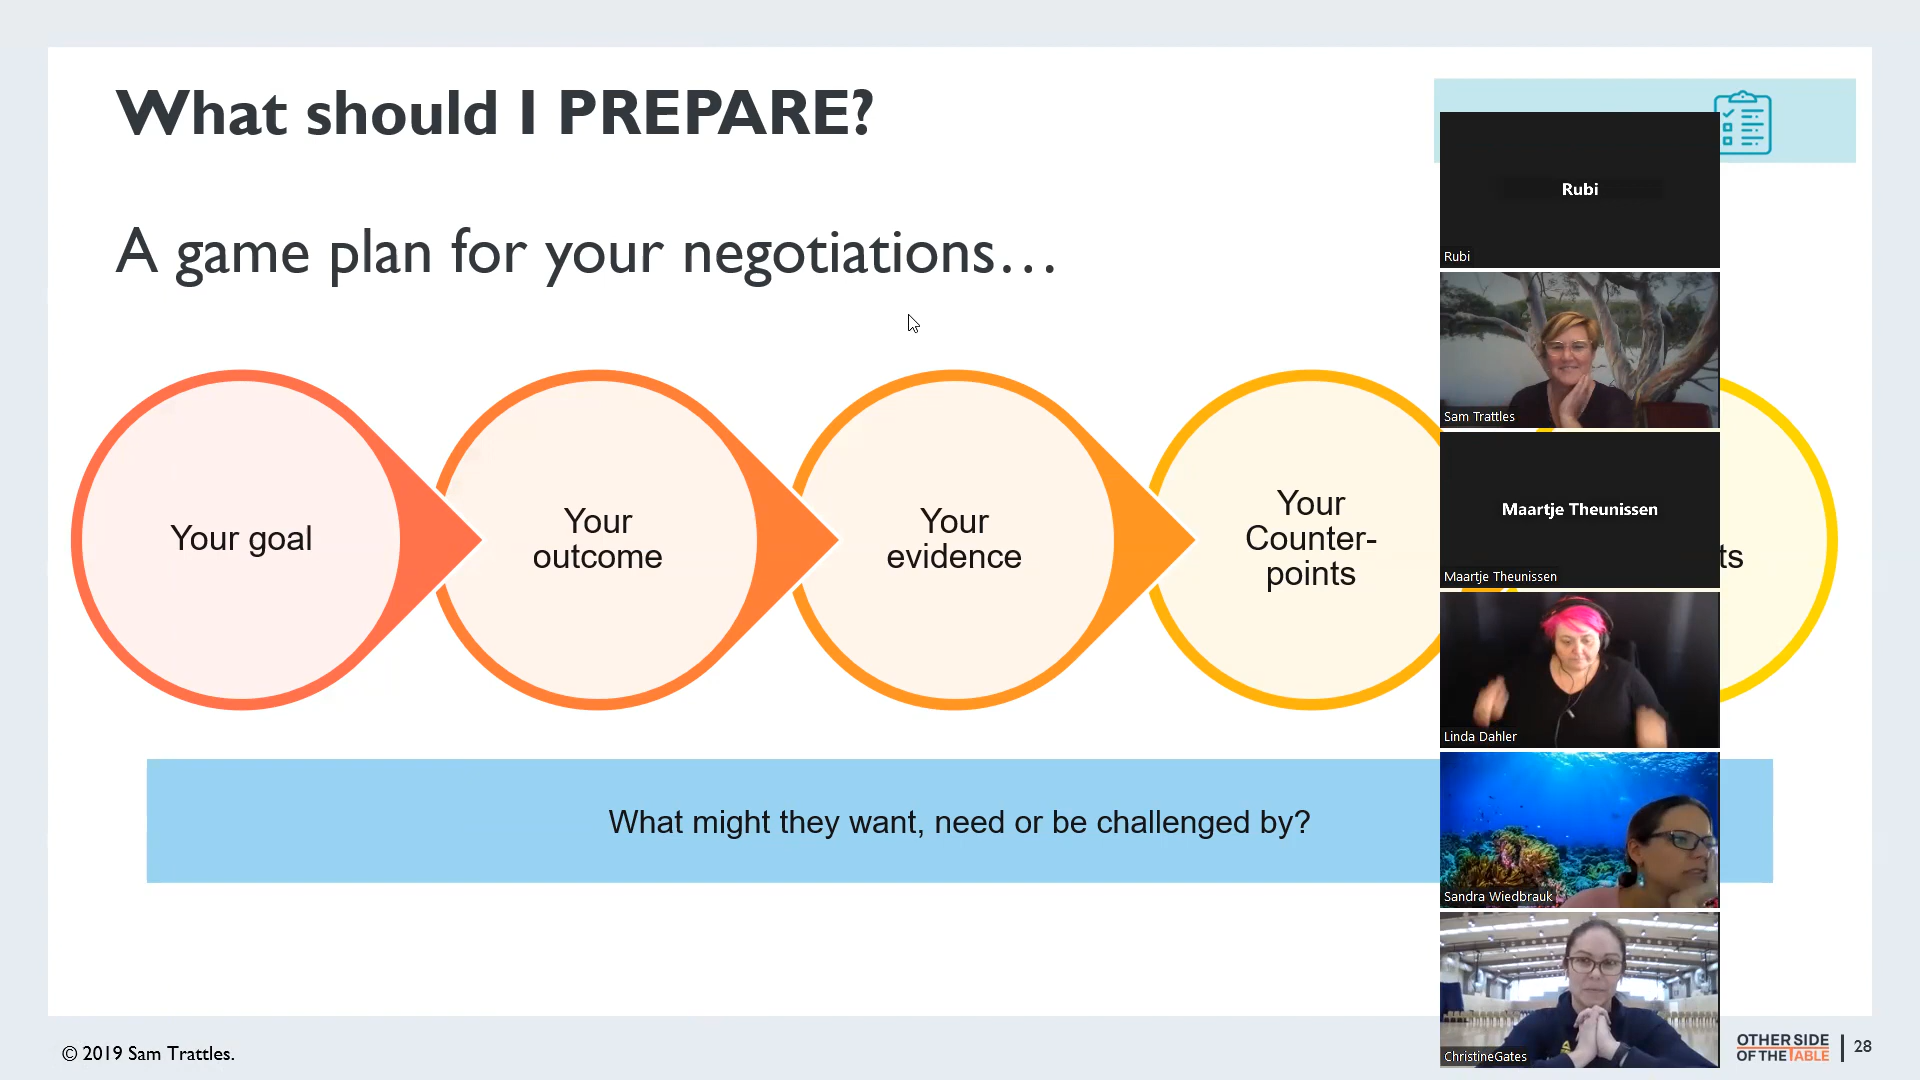 What should I PREPARE?
A game plan for your negotiations…
Your goal
Your
outcome
Your
evidence
Your
Counter-
points
ts
What might they want, need or be challenged by?
Rubi
Rubi
Sam Trattles
Maartje Theunissen
Maartje Theunissen
Linda Dahler
Sandra Wiedbrauk
ChristineGates
© 2019 Sam Trattles.
OTHER SIDE
OF THE TABLE
28